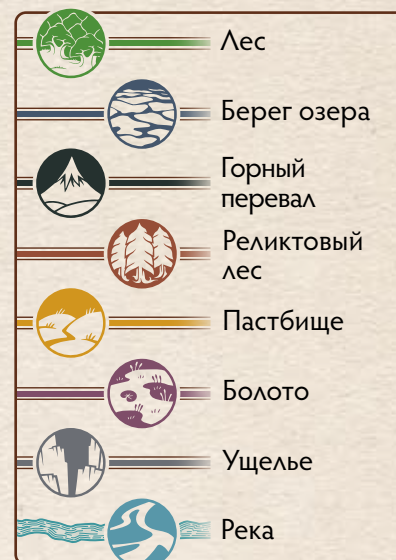 Лес
Берег озера
Горный
перевал
Реликтовый
лес
Пастбище
Болото
Ущелье
Река